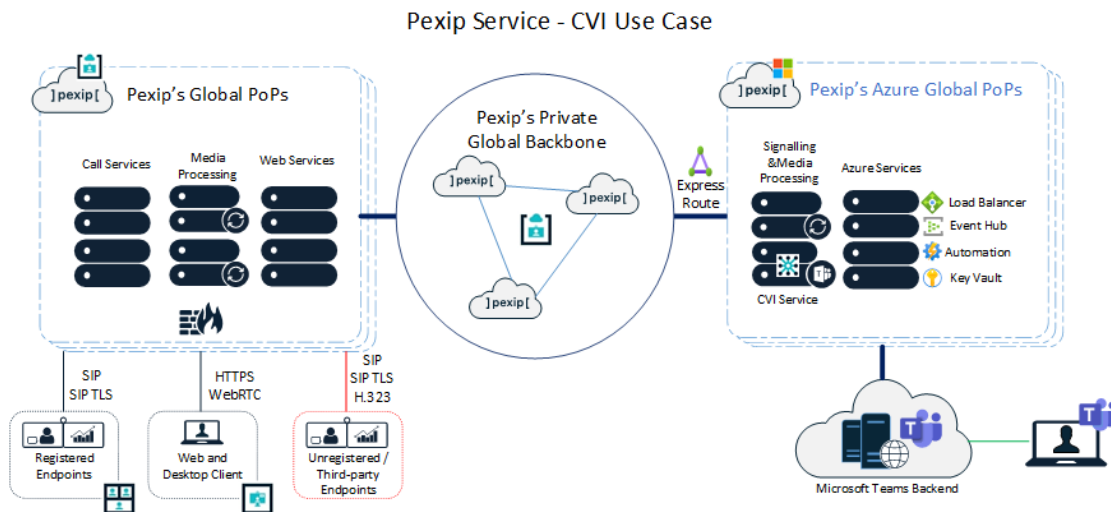 Pexip Service - CVI Use Case
]pexip[
Pexip's Global PoPs
Call Services
Media
Processing
Web Services
SIP
SIP TLS
HTTPS
WebRTC
SIP
SIP TLS
H.323
Registered
Endpoints
Web and
Desktop Client
Unregistered /
Third-party
Endpoints
Pexip's Private
Global Backbone
]pexip[
]pexip[
]pexip[
Express
Route
]pexip[
Pexip's Azure Global PoPs
Signalling
&Media
Processing
Azure Services
Load Balancer
Event Hub
Automation
Key Vault
T
CVI Service
T
Microsoft Teams Backend
T